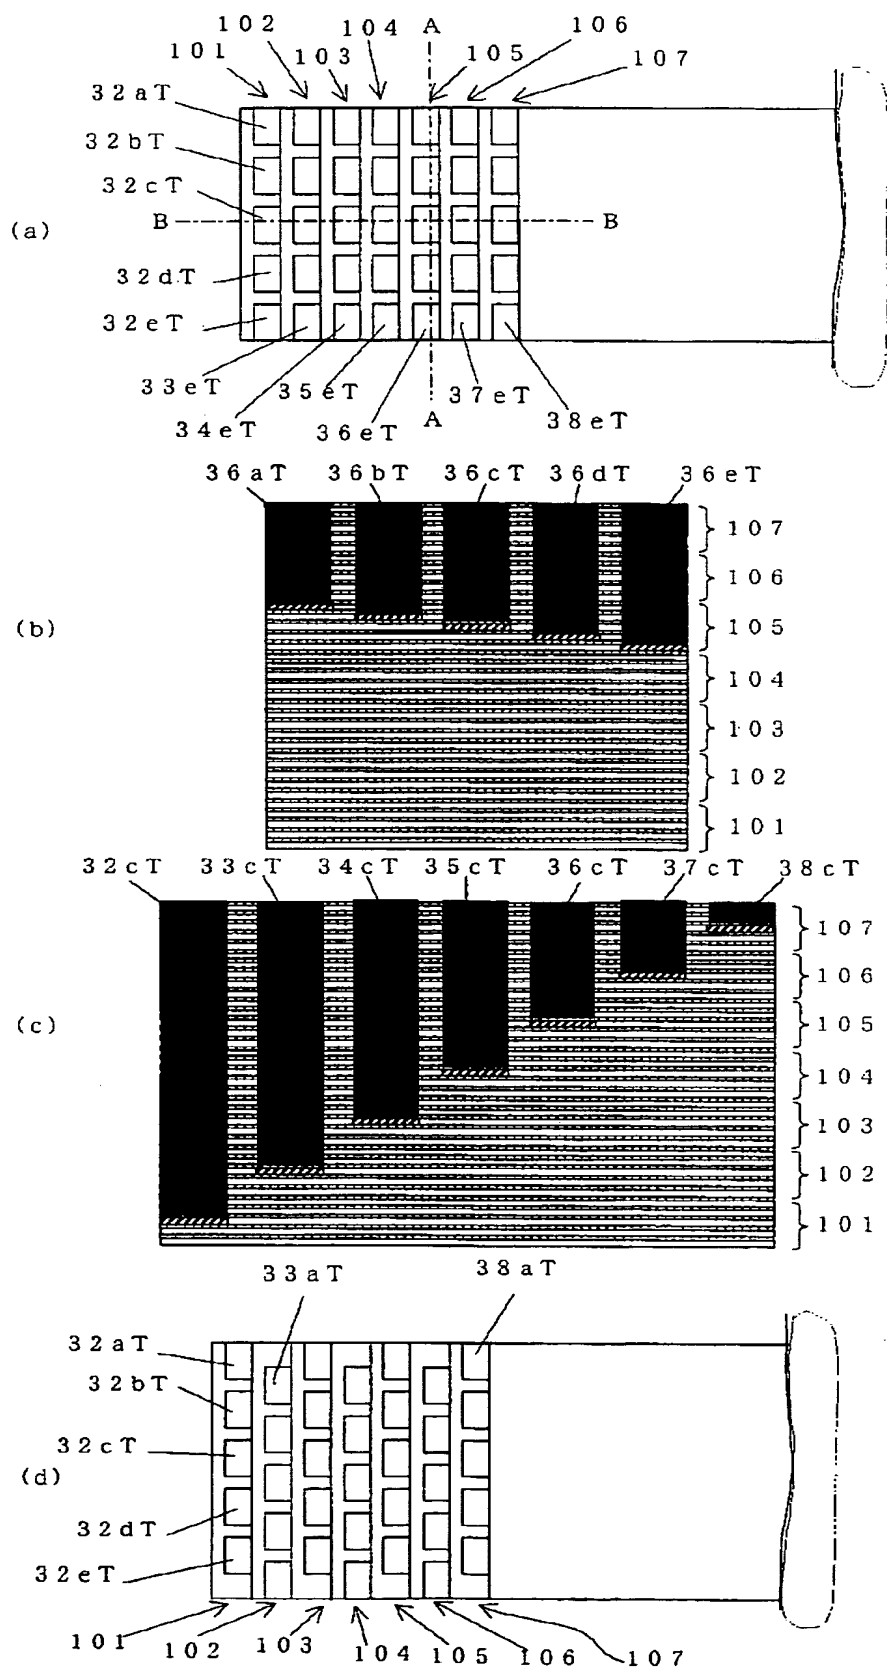 A
102 104 106
101 103 105 107
32aT
32bT
32cT
(a) B B
32dT
32eT
33eT 35eT 37eT
34eT 36eT A 38eT
36aT 36bT 36cT 36dT 36eT
107
106
(b) 105
104
103
102
101
32cT 33cT 34cT 35cT 36cT 37cT 38cT
107
106
(c) 105
104
103
102
101
33aT 38aT
32aT
32bT
32cT
(d)
32dT
32eT
101 102 103 104 105 106 107